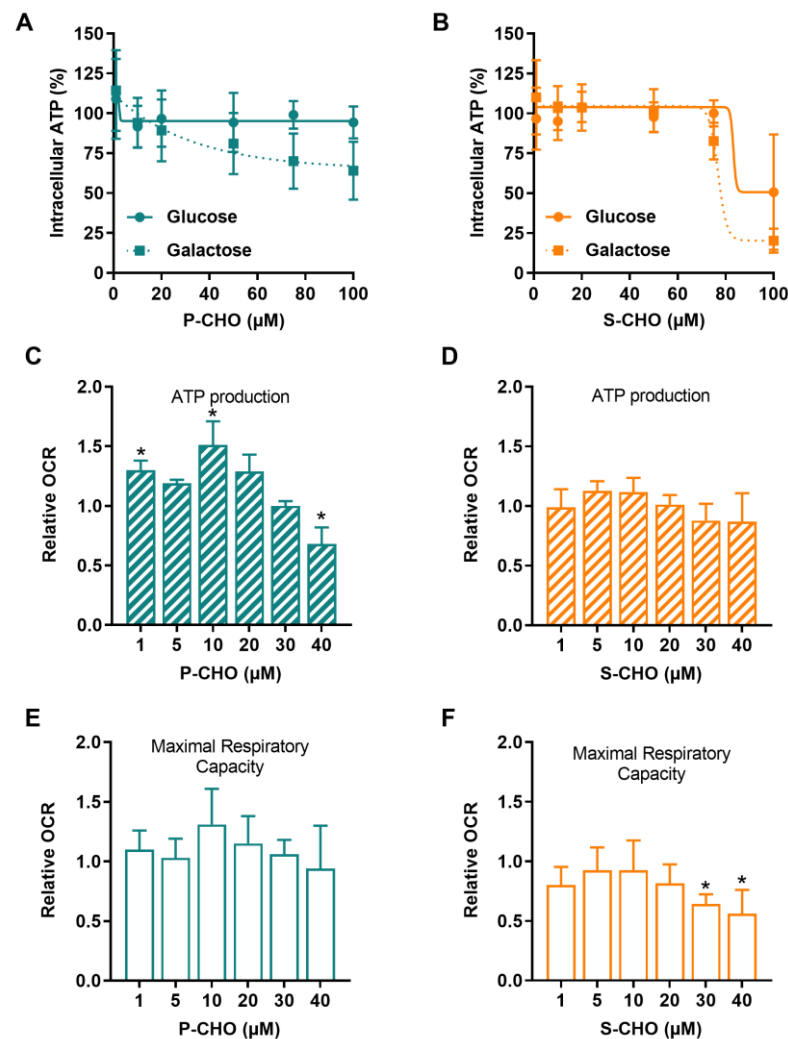 A
Intracellular ATP (%)
150
125
100
75
50
25
0
Glucose
Galactose
0 20 40 60 80 100
P-CHO (µM)
B
Intracellular ATP (%)
150
125
100
75
50
25
0
Glucose
Galactose
0 20 40 60 80 100
S-CHO (µM)
C
Relative OCR
2.0
1.5
1.0
0.5
0.0
ATP production
*
*
*
1 5 10 20 30 40
P-CHO (µM)
D
Relative OCR
2.0
1.5
1.0
0.5
0.0
ATP production
1 5 10 20 30 40
S-CHO (µM)
E
Relative OCR
2.0
1.5
1.0
0.5
0.0
Maximal Respiratory
Capacity
1 5 10 20 30 40
P-CHO (µM)
F
Relative OCR
2.0
1.5
1.0
0.5
0.0
Maximal Respiratory
Capacity
* *
1 5 10 20 30 40
S-CHO (µM)